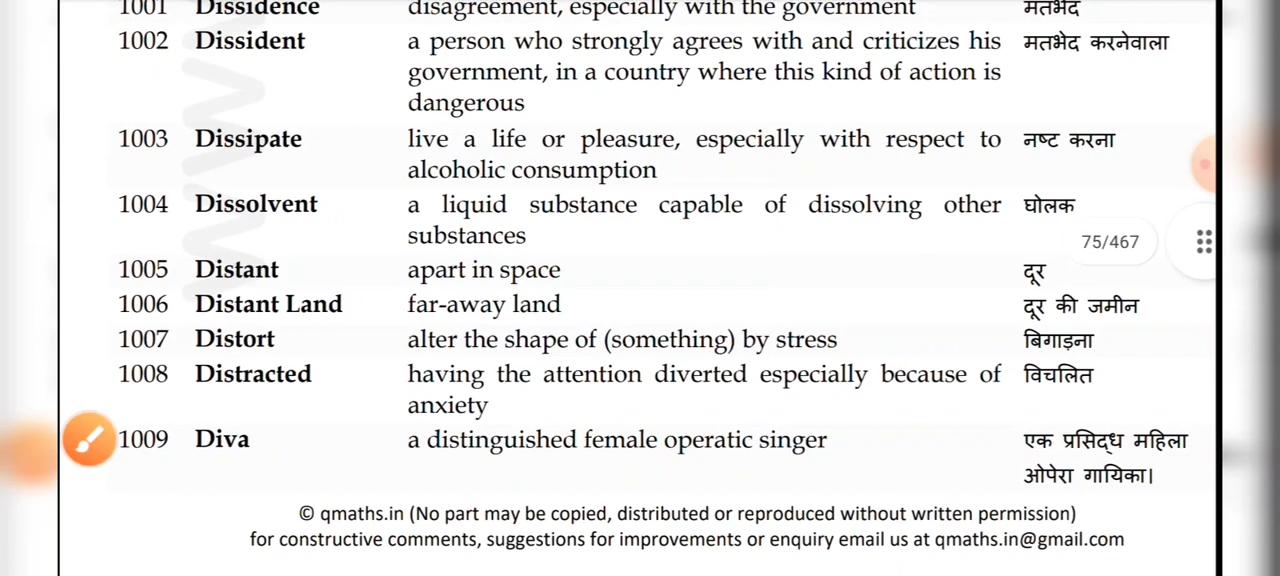 1001 Dissidence disagreement, especially with the government मतभेद
1002 Dissident a person who strongly agrees with and criticizes his मतभेद करनेवाला
government, in a country where this kind of action is
dangerous
1003 Dissipate live a life or pleasure, especially with respect to नष्ट करना
alcoholic consumption
1004 Dissolvent a liquid substance capable of dissolving other घोलक
substances
75/467
1005 Distant apart in space दूर
1006 Distant Land far-away land दूर की जमीन
1007 Distort alter the shape of (something) by stress बिगाड़ना
1008 Distracted having the attention diverted especially because of विचलित
anxiety
1009 Diva a distinguished female operatic singer एक प्रसिद्ध महिला
ओपेरा गायिका।
© qmaths.in (No part may be copied, distributed or reproduced without written permission)
for constructive comments, suggestions for improvements or enquiry email us at qmaths.in@gmail.com